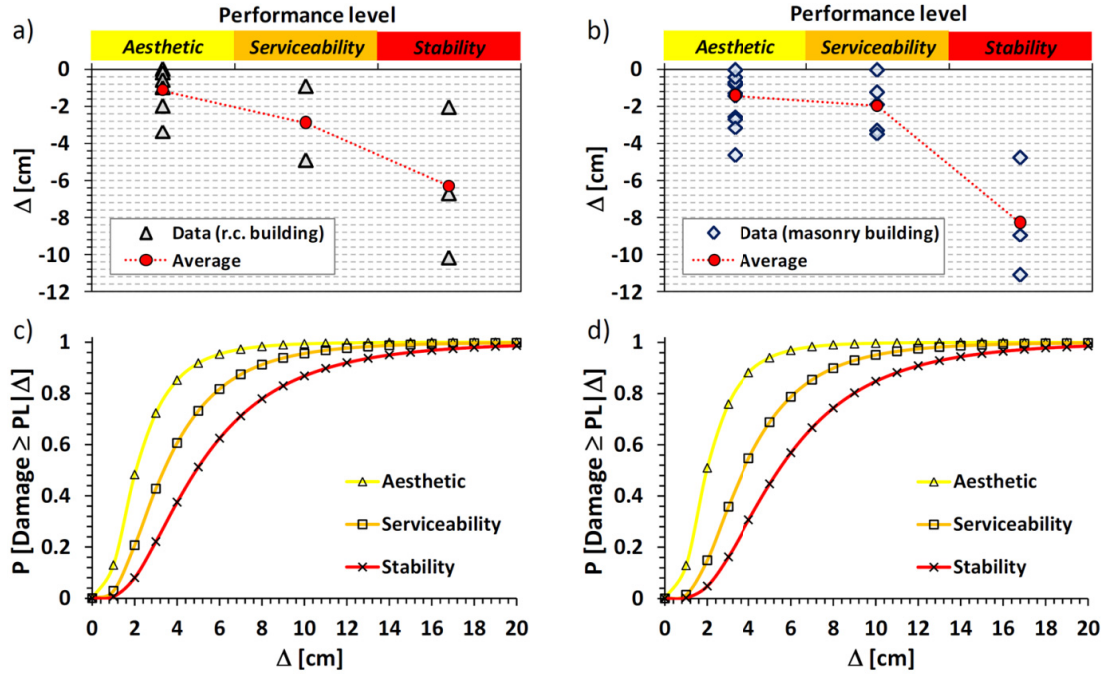 a)
Performance level
Aesthetic Serviceability Stability
0
-2
-4
-6
-8
-10
-12
Δ [cm]
Data (r.c. building)
Average
b)
Performance level
Aesthetic Serviceability Stability
0
-2
-4
-6
-8
-10
-12
Δ [cm]
Data (masonry building)
Average
c)
1
0.8
0.6
0.4
0.2
0
P [Damage ≥ PL|Δ]
Aesthetic
Serviceability
Stability
0 2 4 6 8 10 12 14 16 18 20
Δ [cm]
d)
1
0.8
0.6
0.4
0.2
0
P [Damage ≥ PL|Δ]
Aesthetic
Serviceability
Stability
0 2 4 6 8 10 12 14 16 18 20
Δ [cm]